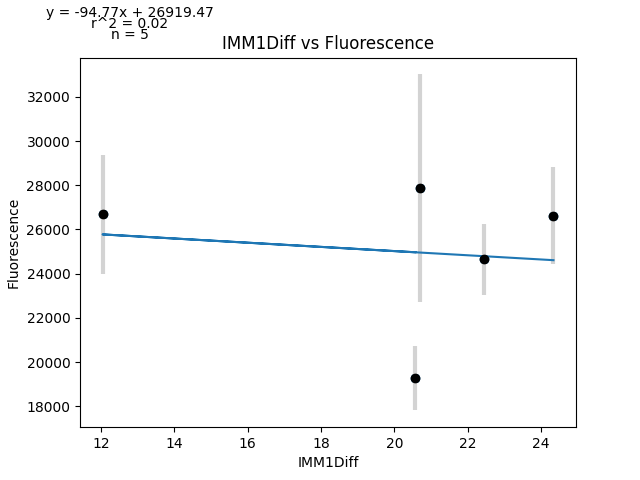 y = -94.77x + 26919.47
r^2 = 0.02
n = 5
IMM1Diff vs Fluorescence
32000
30000
28000
26000
24000
22000
20000
18000
Fluorescence
12 14 16 18 20 22 24
IMM1Diff